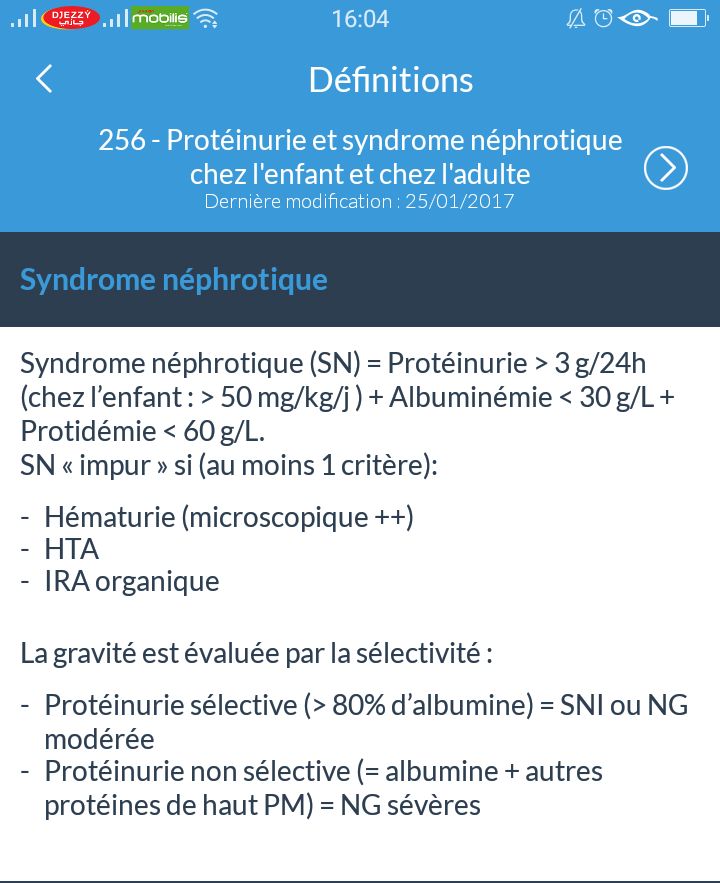 DJEZZY
جازي
mobilis
16:04
Définitions
256 - Protéinurie et syndrome néphrotique
chez l'enfant et chez l'adulte
Dernière modification : 25/01/2017
Syndrome néphrotique
Syndrome néphrotique (SN) = Protéinurie > 3 g/24h
(chez l’enfant : > 50 mg/kg/j ) + Albuminémie < 30 g/L +
Protidémie < 60 g/L.
SN « impur » si (au moins 1 critère):
- Hématurie (microscopique ++)
- HTA
- IRA organique
La gravité est évaluée par la sélectivité :
- Protéinurie sélective (> 80% d’albumine) = SNI ou NG
modérée
- Protéinurie non sélective (= albumine + autres
protéines de haut PM) = NG sévères